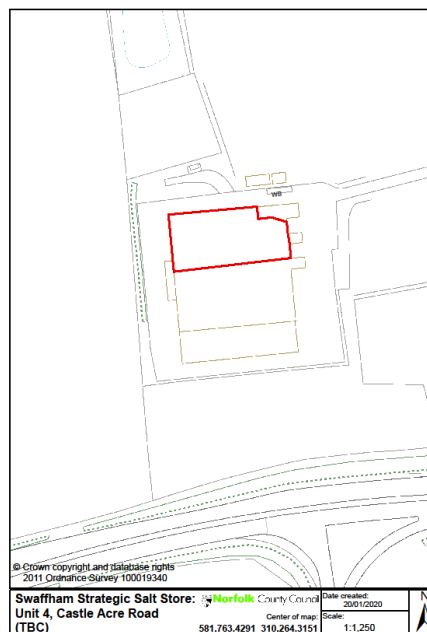 WB
© Crown copyright and database rights
2011 Ordnance Survey 100019340
Swaffham Strategic Salt Store:
Unit 4, Castle Acre Road
(TBC)
Norfolk County Council
Center of map:
581,763.4291 310,264.3151
Date created:
20/01/2020
Scale:
1:1,250
N